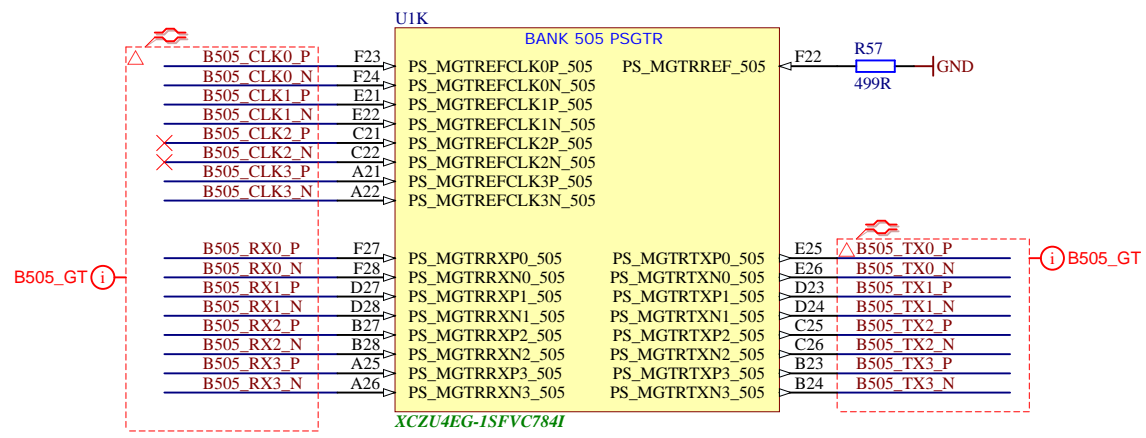 U1K
BANK 505 PSGTR
B505_CLK0_P F23 PS_MGTREFCLK0P_505 PS_MGTRREF_505 F22 R57 499R GND
B505_CLK0_N F24 PS_MGTREFCLK0N_505
B505_CLK1_P E21 PS_MGTREFCLK1P_505
B505_CLK1_N E22 PS_MGTREFCLK1N_505
B505_CLK2_P C21 PS_MGTREFCLK2P_505
B505_CLK2_N C22 PS_MGTREFCLK2N_505
B505_CLK3_P A21 PS_MGTREFCLK3P_505
B505_CLK3_N A22 PS_MGTREFCLK3N_505
B505_RX0_P F27 PS_MGTRRXP0_505 PS_MGTRTXP0_505 E25 B505_TX0_P
B505_RX0_N F28 PS_MGTRRXN0_505 PS_MGTRTXN0_505 E26 B505_TX0_N
B505_RX1_P D27 PS_MGTRRXP1_505 PS_MGTRTXP1_505 D23 B505_TX1_P
B505_RX1_N D28 PS_MGTRRXN1_505 PS_MGTRTXN1_505 D24 B505_TX1_N
B505_RX2_P B27 PS_MGTRRXP2_505 PS_MGTRTXP2_505 C25 B505_TX2_P
B505_RX2_N B28 PS_MGTRRXN2_505 PS_MGTRTXN2_505 C26 B505_TX2_N
B505_RX3_P A25 PS_MGTRRXP3_505 PS_MGTRTXP3_505 B23 B505_TX3_P
B505_RX3_N A26 PS_MGTRRXN3_505 PS_MGTRTXN3_505 B24 B505_TX3_N
B505_GT i
i B505_GT
XCZU4EG-1SFVC784I